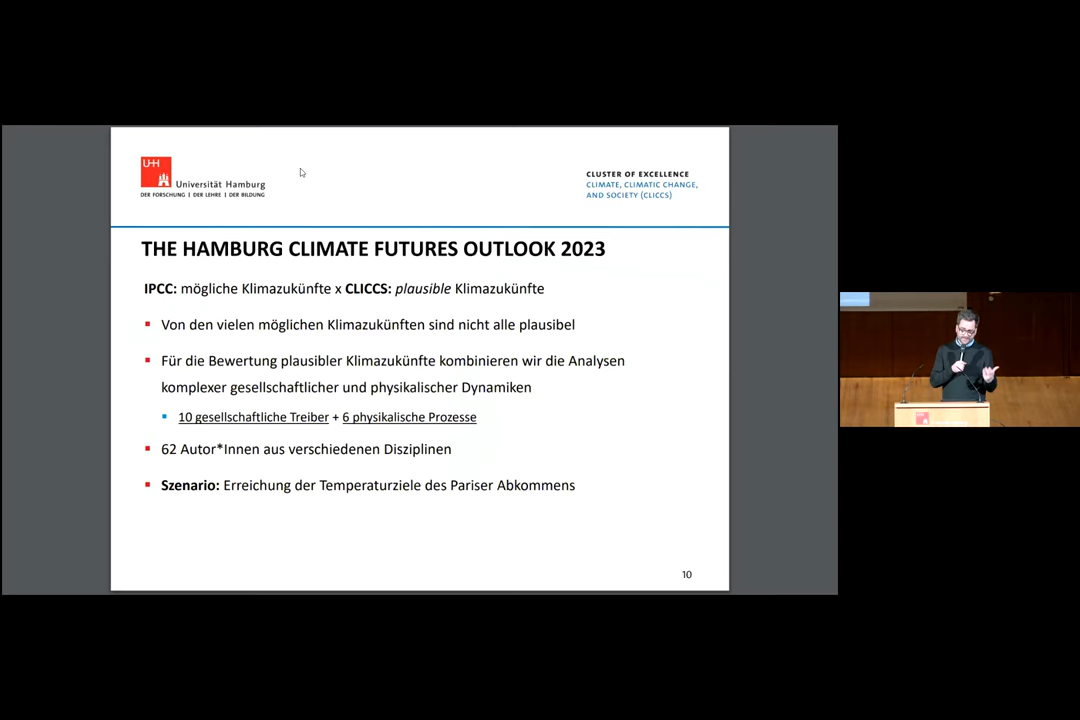 UHH
Universität Hamburg
DER FORSCHUNG | DER LEHRE | DER BILDUNG
CLUSTER OF EXCELLENCE
CLIMATE, CLIMATIC CHANGE,
AND SOCIETY (CLICCS)
THE HAMBURG CLIMATE FUTURES OUTLOOK 2023
IPCC: mögliche Klimazukünfte x CLICCS: plausible Klimazukünfte
▪ Von den vielen möglichen Klimazukünften sind nicht alle plausibel
▪ Für die Bewertung plausibler Klimazukünfte kombinieren wir die Analysen
komplexer gesellschaftlicher und physikalischer Dynamiken
▪ 10 gesellschaftliche Treiber + 6 physikalische Prozesse
▪ 62 Autor*Innen aus verschiedenen Disziplinen
▪ Szenario: Erreichung der Temperaturziele des Pariser Abkommens
10